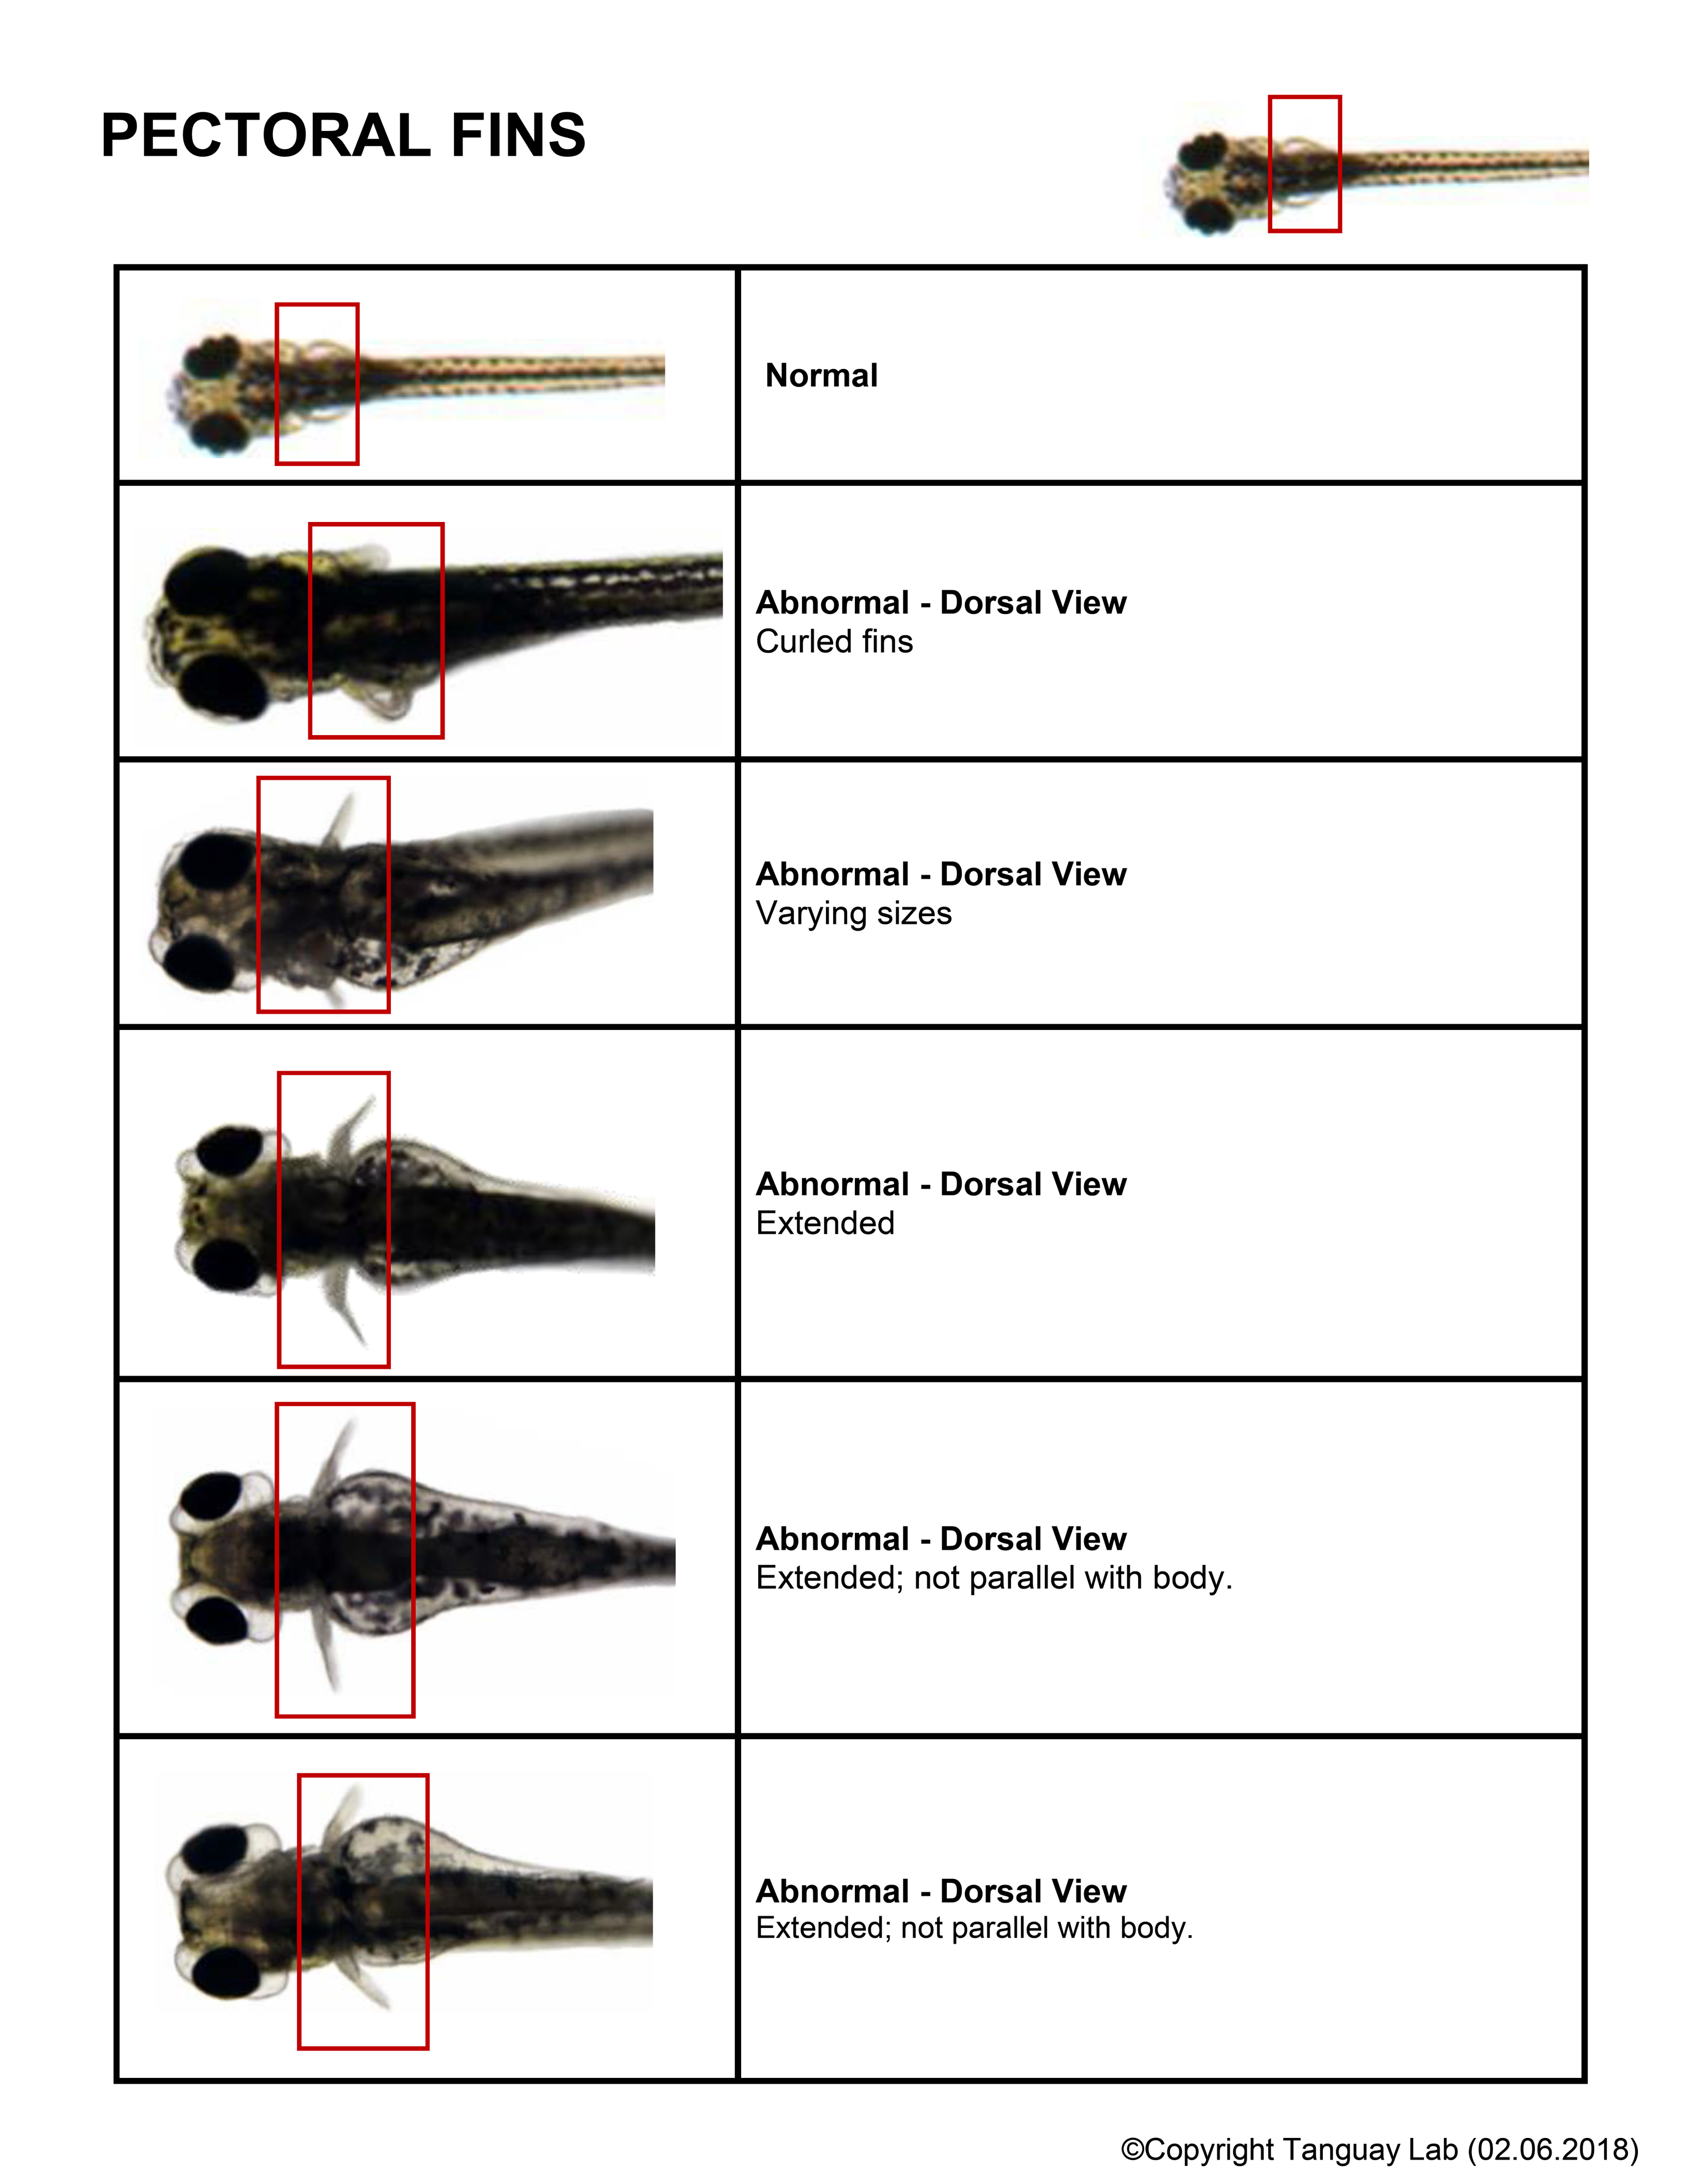 PECTORAL FINS
Normal
Abnormal - Dorsal View
Curled fins
Abnormal - Dorsal View
Varying sizes
Abnormal - Dorsal View
Extended
Abnormal - Dorsal View
Extended; not parallel with body.
Abnormal - Dorsal View
Extended; not parallel with body.
©Copyright Tanguay Lab (02.06.2018)